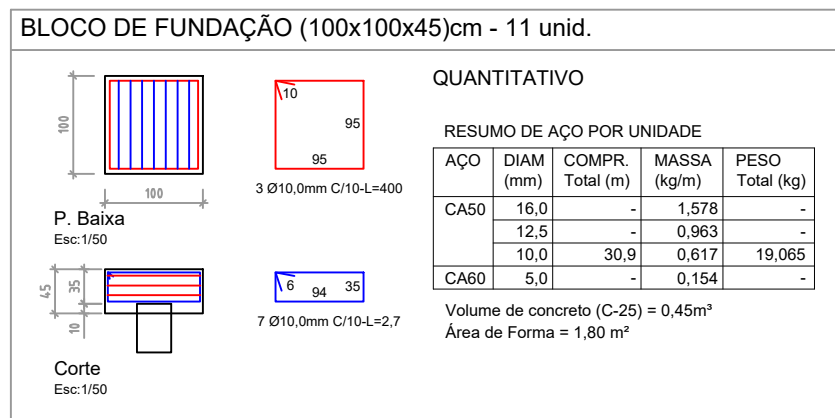 BLOCO DE FUNDAÇÃO (100x100x45)cm - 11 unid.
100
100
P. Baixa
Esc:1/50
10
95
95
3 Ø10,0mm C/10-L=400
45
35
10
Corte
Esc:1/50
6
94
35
7 Ø10,0mm C/10-L=2,7
QUANTITATIVO
RESUMO DE AÇO POR UNIDADE
AÇO DIAM (mm) COMPR. Total (m) MASSA (kg/m) PESO Total (kg)
CA50 16,0 - 1,578 -
12,5 - 0,963 -
10,0 30,9 0,617 19,065
CA60 5,0 - 0,154 -
Volume de concreto (C-25) = 0,45m³
Área de Forma = 1,80 m²